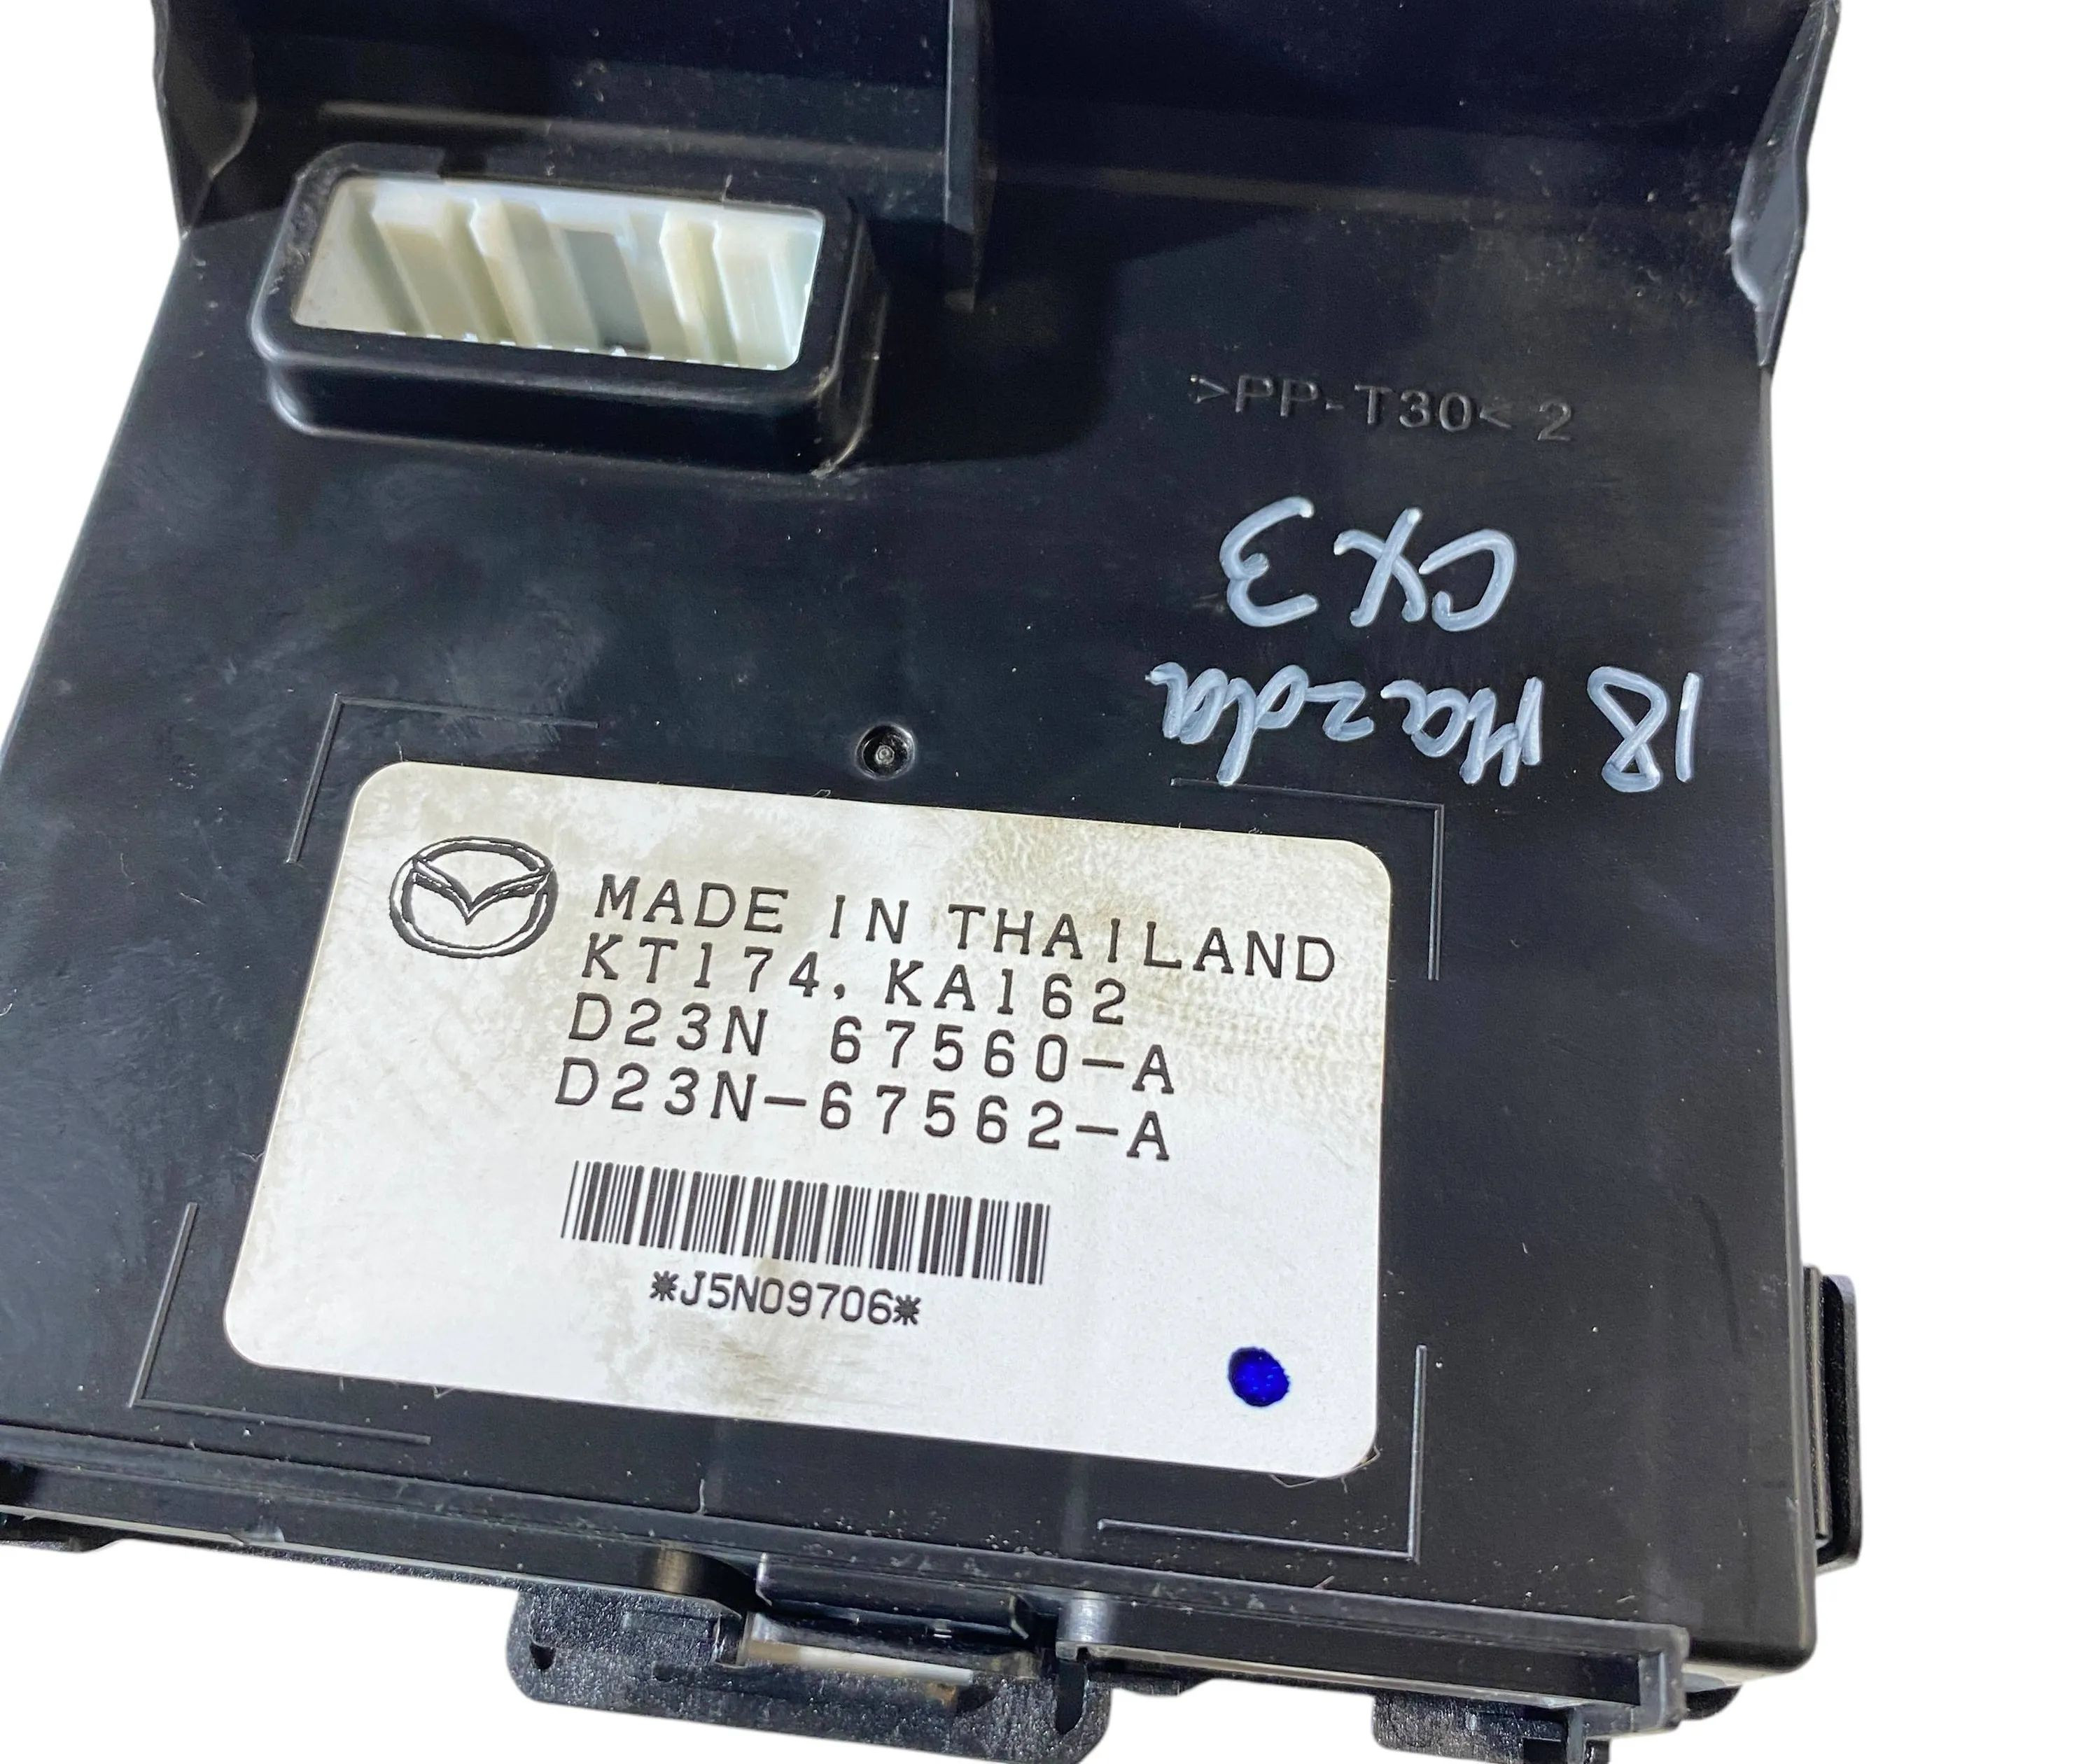 >PP-T30< 2
18 Mazda
CX3
MADE IN THAILAND
KT174, KA162
D23N 67560-A
D23N-67562-A
*J5N09706*